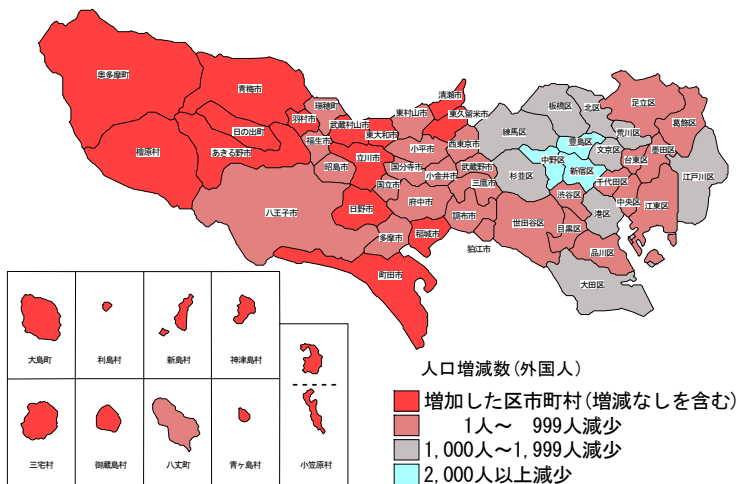 奥多摩町
青梅市
瑞穂町
清瀬市
東村山市
東久留米市
羽村市
武蔵村山市
東大和市
日の出町
福生市
小平市
西東京市
檜原村
あきる野市
立川市
昭島市
国分寺市
小金井市
武蔵野市
国立市
三鷹市
八王子市
日野市
府中市
調布市
多摩市
稲城市
狛江市
町田市
板橋区
北区
足立区
練馬区
荒川区
葛飾区
豊島区
文京区
墨田区
中野区
新宿区
台東区
杉並区
千代田区
江戸川区
渋谷区
中央区
江東区
港区
世田谷区
目黒区
品川区
大田区
大島町
利島村
新島村
神津島村
三宅村
御蔵島村
八丈町
青ヶ島村
小笠原村
人口増減数(外国人)
増加した区市町村(増減なしを含む)
1人～ 999人減少
1,000人～1,999人減少
2,000人以上減少